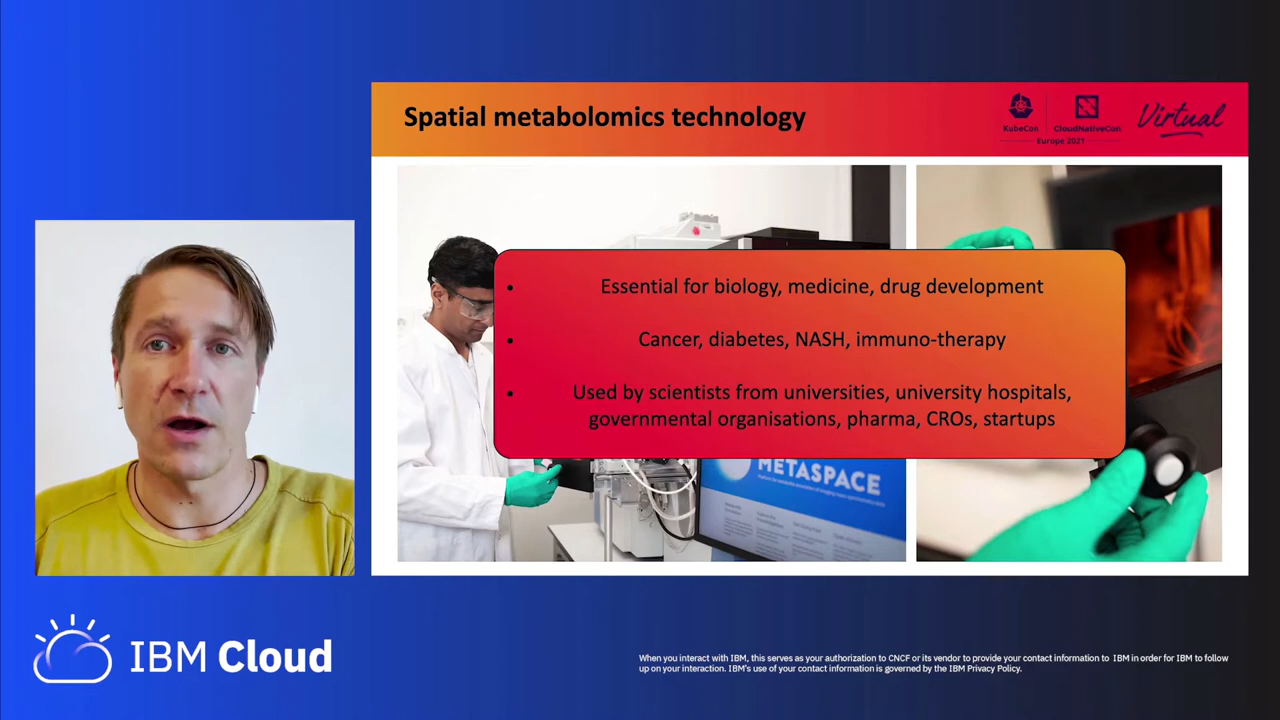 Spatial metabolomics technology
KubeCon
CloudNativeCon
Europe 2021
Virtual
• Essential for biology, medicine, drug development
• Cancer, diabetes, NASH, immuno-therapy
• Used by scientists from universities, university hospitals,
governmental organisations, pharma, CROs, startups
METASPACE
IBM Cloud
When you interact with IBM, this serves as your authorization to CNCF or its vendor to provide your contact information to IBM in order for IBM to follow
up on your interaction. IBM's use of your contact information is governed by the IBM Privacy Policy.